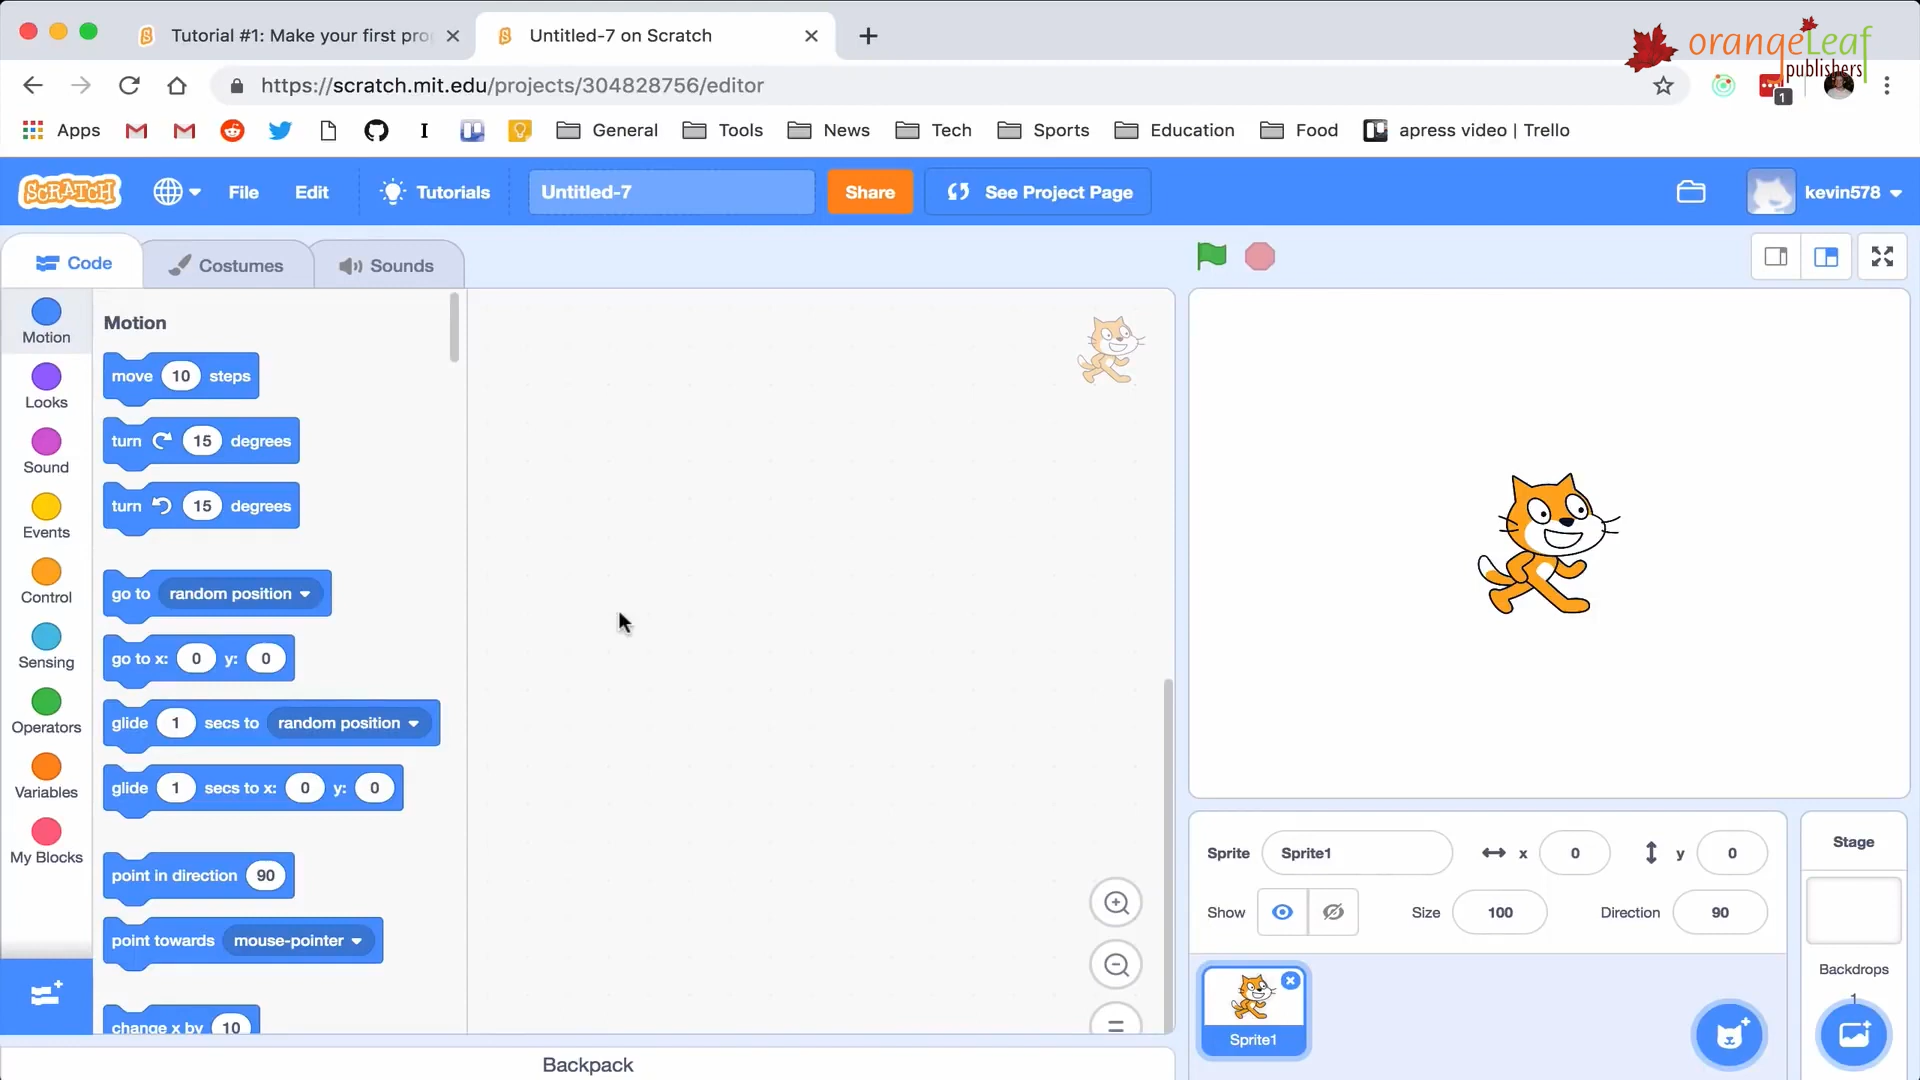 Tutorial #1: Make your first pro
Untitled-7 on Scratch
orangeLeaf
publishers
https://scratch.mit.edu/projects/304828756/editor
1
Apps
General
Tools
News
Tech
Sports
Education
Food
apress video | Trello
SCRATCH
File
Edit
Tutorials
Untitled-7
Share
See Project Page
kevin578
Code
Costumes
Sounds
Motion
Looks
Sound
Events
Control
Sensing
Operators
Variables
My Blocks
Motion
move 10 steps
turn 15 degrees
turn 15 degrees
go to random position
go to x: 0 y: 0
glide 1 secs to random position
glide 1 secs to x: 0 y: 0
point in direction 90
point towards mouse-pointer
change x by 10
Backpack
Sprite Sprite1 x 0 y 0
Show Size 100 Direction 90
Sprite1
Stage
Backdrops
1